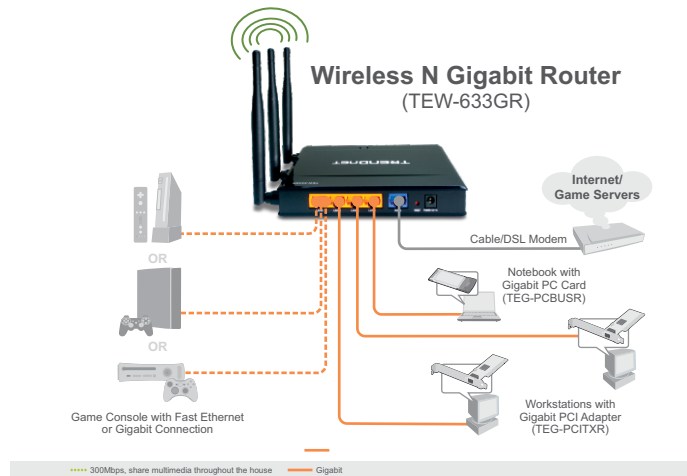 Wireless N Gigabit Router
(TEW-633GR)
TRENDnet
Internet/
Game Servers
Cable/DSL Modem
OR
Notebook with
Gigabit PC Card
(TEG-PCBUSR)
OR
Game Console with Fast Ethernet
or Gigabit Connection
Workstations with
Gigabit PCI Adapter
(TEG-PCITXR)
300Mbps, share multimedia throughout the house
Gigabit